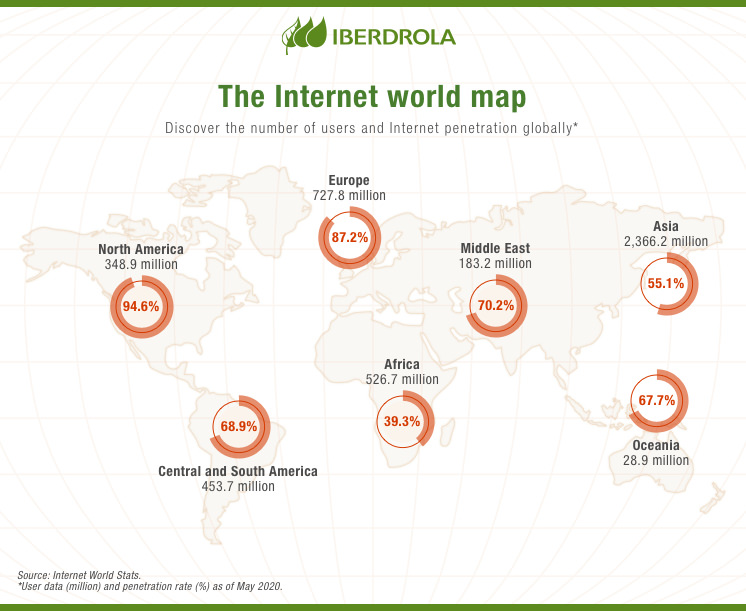 IBERDROLA
The Internet world map
Discover the number of users and Internet penetration globally*
Europe
727.8 million
87.2%
North America
348.9 million
94.6%
Middle East
183.2 million
70.2%
Asia
2,366.2 million
55.1%
Africa
526.7 million
39.3%
68.9%
Central and South America
453.7 million
67.7%
Oceania
28.9 million
Source: Internet World Stats.
*User data (million) and penetration rate (%) as of May 2020.